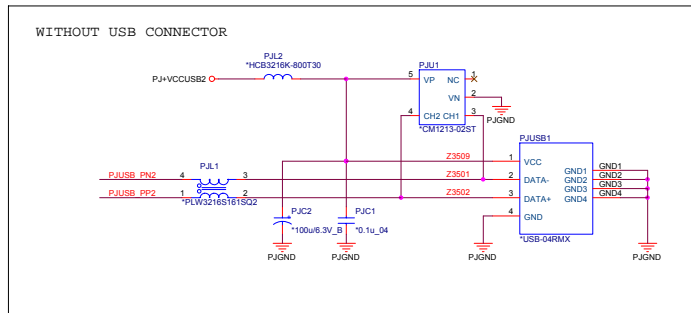 WITHOUT USB CONNECTOR
PJL2
*HCB3216K-800T30
PJ+VCCUSB2
PJU1
5 VP NC 1
VN 2
4 CH2 CH1 3
*CM1213-02ST
PJGND
PJUSB1
Z3509 1 VCC
PJUSB_PN2 4 PJL1 3 Z3501 2 DATA-
PJUSB_PP2 1 2 Z3502 3 DATA+
*PLW3216S161SQ2
4 GND
GND1 GND1
GND2 GND2
GND3 GND3
GND4 GND4
*USB-04RMX
PJC2
*100u/6.3V_B
PJC1
*0.1u_04
PJGND
PJGND
PJGND
PJGND